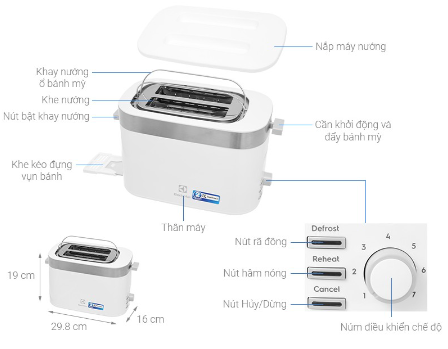 Nắp máy nướng
Khay nướng
ổ bánh mỳ
Khe nướng
Nút bật khay nướng
Cần khởi động và
đẩy bánh mỳ
Khe kéo đựng
vụn bánh
Thân máy
19 cm
29.8 cm
16 cm
Defrost
Nút rã đông
Reheat
Nút hâm nóng
Cancel
Nút Hủy/Dừng
1
2
3
4
5
6
7
Núm điều khiển chế độ